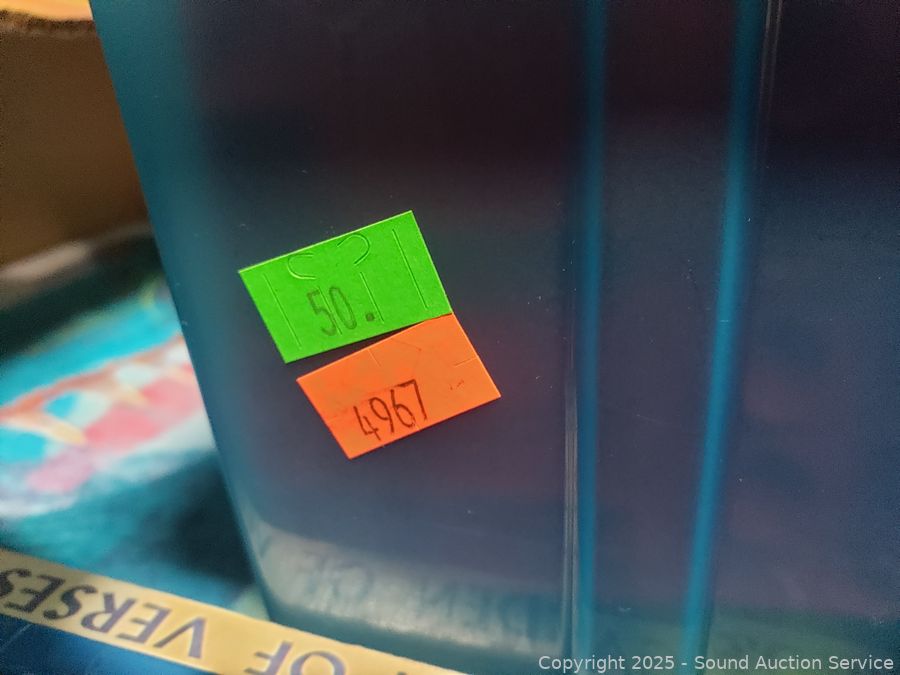 50.
4967
OF VERSES
Copyright © 2025 - Sound Auction Service